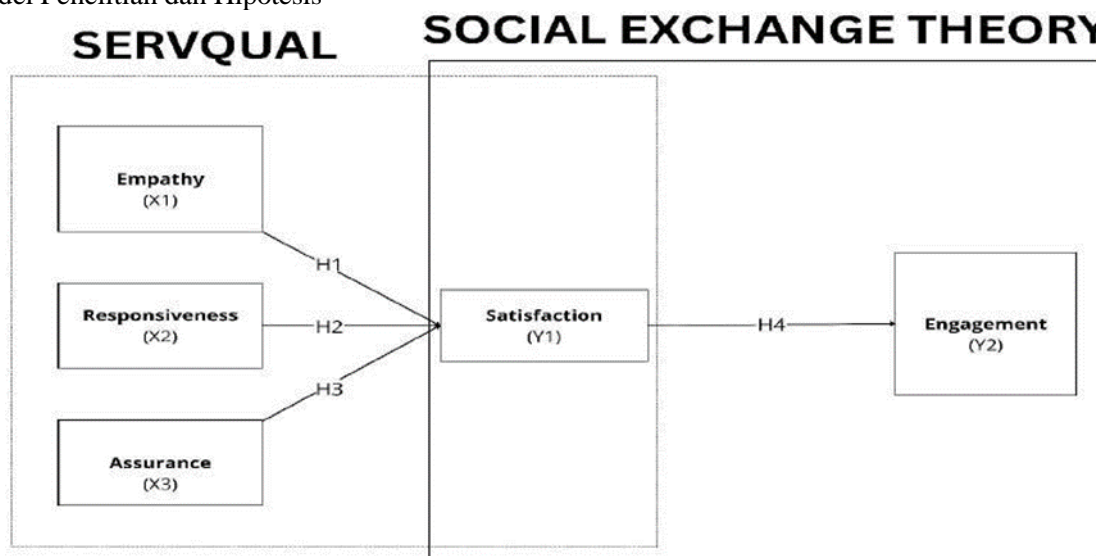 del Penelitian dan Hipotesis
SERVQUAL
SOCIAL EXCHANGE THEORY
Empathy
(X1)
H1
Responsiveness
(X2)
H2
Satisfaction
(Y1)
H4
Engagement
(Y2)
H3
Assurance
(X3)